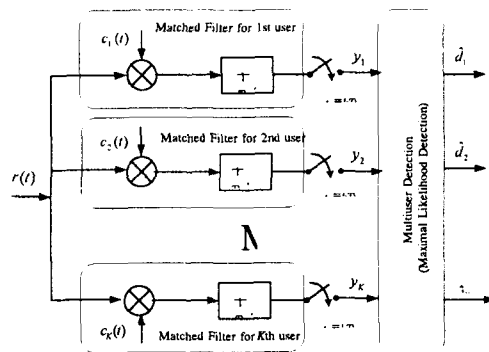 c₁(t)
Matched Filter for 1st user
y₁
d̂₁
c₂(t)
Matched Filter for 2nd user
y₂
d̂₂
r(t)
Multiuser Detection
(Maximal Likelihood Detection)
N
y_K
c_K(t)
Matched Filter for Kth user